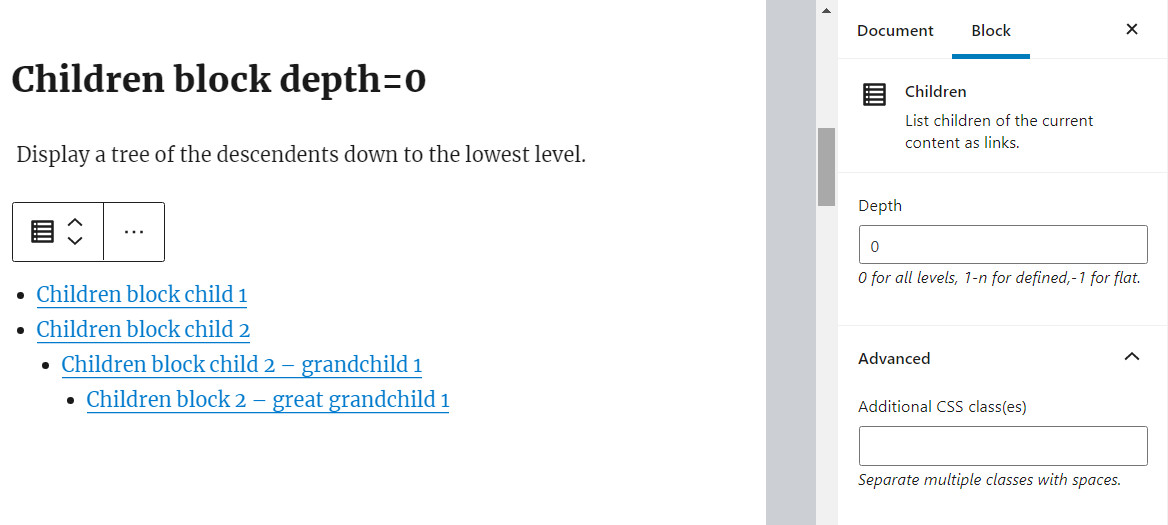 Children block depth=0
Display a tree of the descendents down to the lowest level.
Children block child 1
Children block child 2
Children block child 2 – grandchild 1
Children block 2 – great grandchild 1
Document Block
Children
List children of the current
content as links.
Depth
0
0 for all levels, 1-n for defined,-1 for flat.
Advanced
Additional CSS class(es)
Separate multiple classes with spaces.